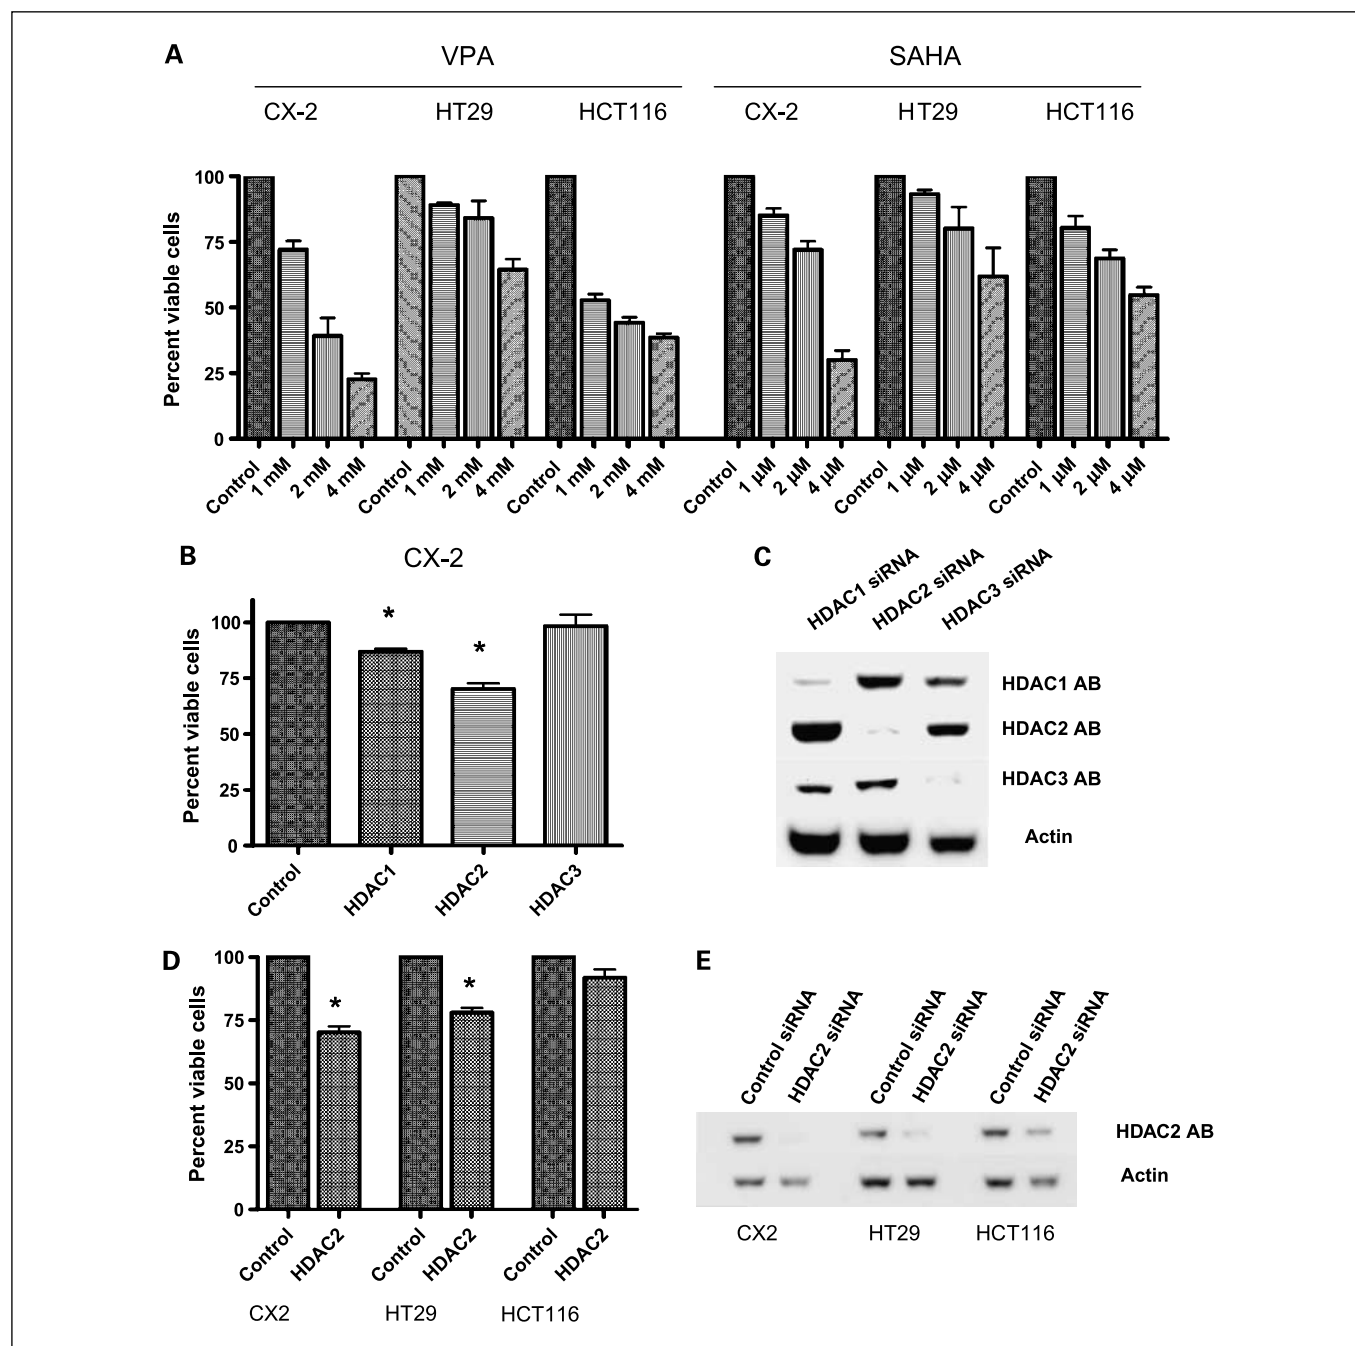 A
VPA
SAHA
CX-2 HT29 HCT116 CX-2 HT29 HCT116
Percent viable cells
100
75
50
25
0
Control 1 mM 2 mM 4 mM Control 1 mM 2 mM 4 mM Control 1 mM 2 mM 4 mM Control 1 µM 2 µM 4 µM Control 1 µM 2 µM 4 µM Control 1 µM 2 µM 4 µM
B
CX-2
Percent viable cells
100
75
50
25
0
* *
Control HDAC1 HDAC2 HDAC3
C
HDAC1 siRNA HDAC2 siRNA HDAC3 siRNA
HDAC1 AB
HDAC2 AB
HDAC3 AB
Actin
D
Percent viable cells
100
75
50
25
0
* *
Control HDAC2 Control HDAC2 Control HDAC2
CX2 HT29 HCT116
E
Control siRNA HDAC2 siRNA Control siRNA HDAC2 siRNA Control siRNA HDAC2 siRNA
HDAC2 AB
Actin
CX2 HT29 HCT116